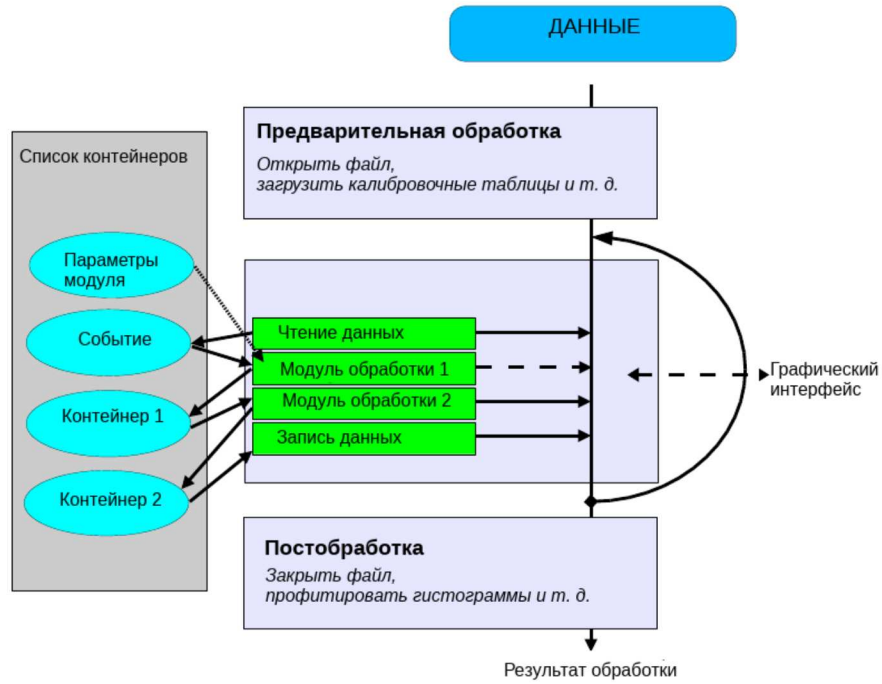 ДАННЫЕ
Предварительная обработка
Открыть файл,
загрузить калибровочные таблицы и т. д.
Список контейнеров
Параметры
модуля
Событие
Контейнер 1
Контейнер 2
Чтение данных
Модуль обработки 1
Модуль обработки 2
Запись данных
Графический
интерфейс
Постобработка
Закрыть файл,
профитировать гистограммы и т. д.
Результат обработки